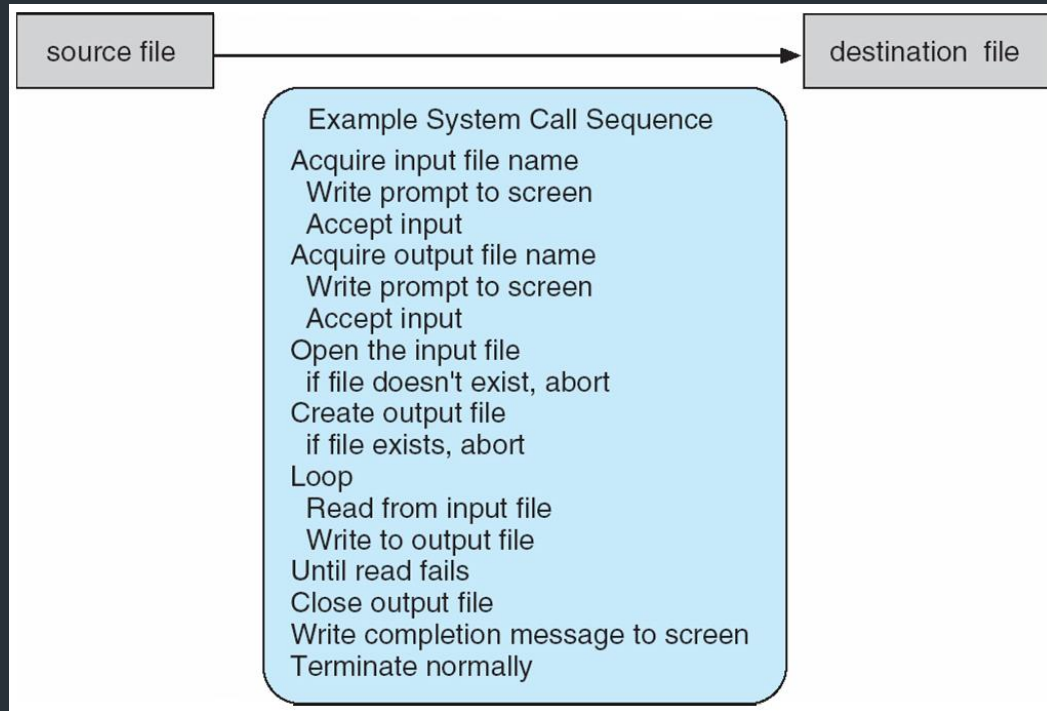 source file
destination file
Example System Call Sequence
Acquire input file name
Write prompt to screen
Accept input
Acquire output file name
Write prompt to screen
Accept input
Open the input file
if file doesn't exist, abort
Create output file
if file exists, abort
Loop
Read from input file
Write to output file
Until read fails
Close output file
Write completion message to screen
Terminate normally